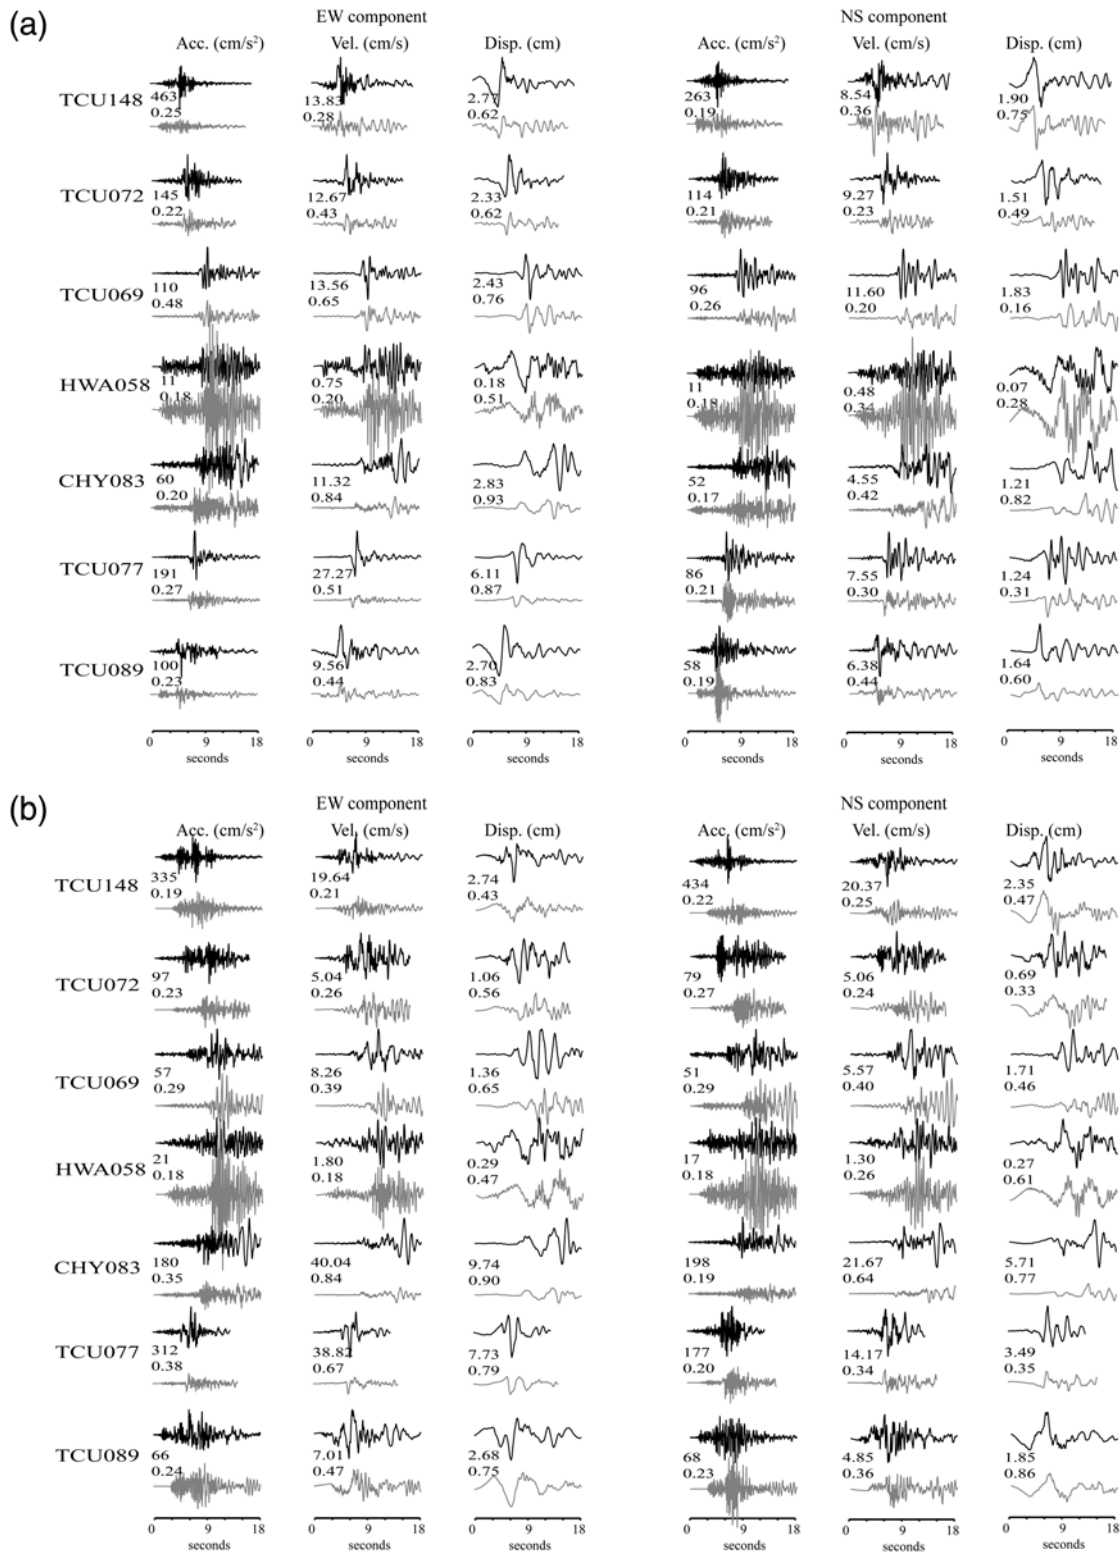 (a)
EW component NS component
Acc. (cm/s²) Vel. (cm/s) Disp. (cm) Acc. (cm/s²) Vel. (cm/s) Disp. (cm)
TCU148
463 13.83 2.77 263 8.54 1.90
0.25 0.28 0.62 0.19 0.36 0.75
TCU072
145 12.67 2.33 114 9.27 1.51
0.22 0.43 0.62 0.21 0.23 0.49
TCU069
110 13.56 2.43 96 11.60 1.83
0.48 0.65 0.76 0.26 0.20 0.16
HWA058
11 0.75 0.18 11 0.48 0.07
0.18 0.20 0.51 0.18 0.34 0.28
CHY083
60 11.32 2.83 52 4.55 1.21
0.20 0.84 0.93 0.17 0.42 0.82
TCU077
191 27.27 6.11 86 7.55 1.24
0.27 0.51 0.87 0.21 0.30 0.31
TCU089
100 9.56 2.70 58 6.38 1.64
0.23 0.44 0.83 0.19 0.44 0.60
0 9 18 0 9 18 0 9 18 0 9 18 0 9 18 0 9 18
seconds seconds seconds seconds seconds seconds
(b)
EW component NS component
Acc. (cm/s²) Vel. (cm/s) Disp. (cm) Acc. (cm/s²) Vel. (cm/s) Disp. (cm)
TCU148
335 19.64 2.74 434 20.37 2.35
0.19 0.21 0.43 0.22 0.25 0.47
TCU072
97 5.04 1.06 79 5.06 0.69
0.23 0.26 0.56 0.27 0.24 0.33
TCU069
57 8.26 1.36 51 5.57 1.71
0.29 0.39 0.65 0.29 0.40 0.46
HWA058
21 1.80 0.29 17 1.30 0.27
0.18 0.18 0.47 0.18 0.26 0.61
CHY083
180 40.04 9.74 198 21.67 5.71
0.35 0.84 0.90 0.19 0.64 0.77
TCU077
312 38.82 7.73 177 14.17 3.49
0.38 0.67 0.79 0.20 0.34 0.35
TCU089
66 7.01 2.68 68 4.85 1.85
0.24 0.47 0.75 0.23 0.36 0.86
0 9 18 0 9 18 0 9 18 0 9 18 0 9 18 0 9 18
seconds seconds seconds seconds seconds seconds